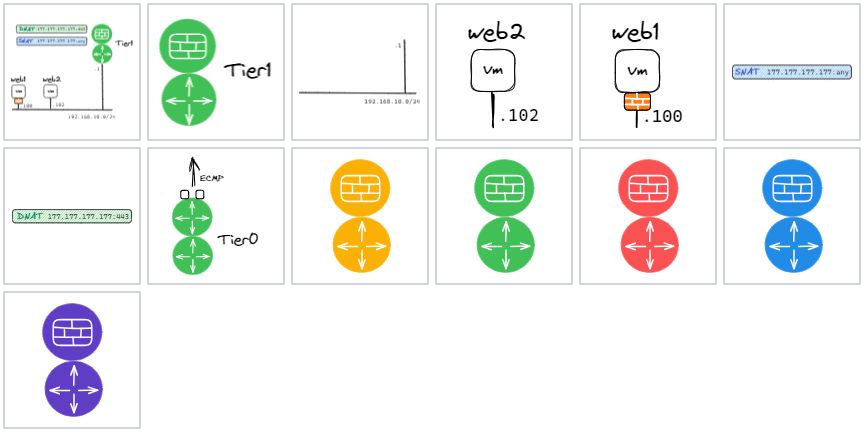 DNAT 177.177.177.177:443
SNAT 177.177.177.177:any
Tier1
.1
web1
web2
vm
vm
.100
.102
192.168.10.0/24
Tier1
.1
192.168.10.0/24
web2
vm
.102
web1
vm
.100
SNAT 177.177.177.177:any
DNAT 177.177.177.177:443
ECMP
Tier0